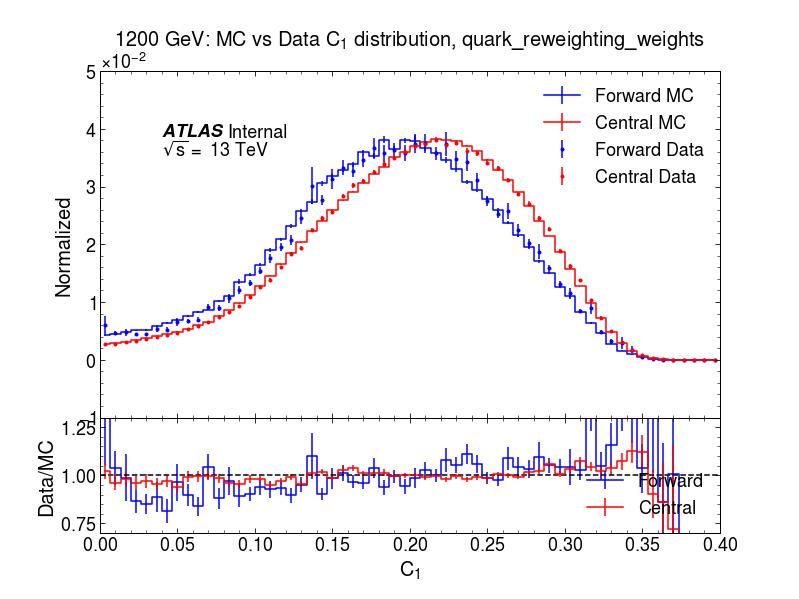 1200 GeV: MC vs Data C₁ distribution, quark_reweighting_weights
×10⁻²
5
4
3
2
1
0
−1
Normalized
ATLAS Internal
√s = 13 TeV
Forward MC
Central MC
Forward Data
Central Data
1.25
1.00
0.75
Data/MC
Forward
Central
0.00 0.05 0.10 0.15 0.20 0.25 0.30 0.35 0.40
C₁